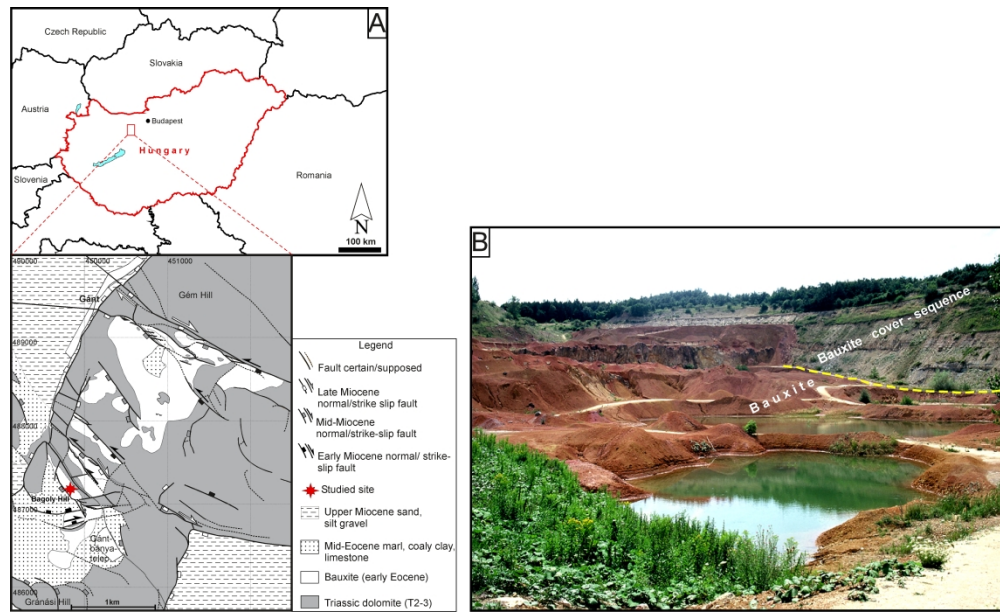 A
Czech Republic
Slovakia
Austria
Budapest
Hungary
Slovenia
Romania
N
100 km
450000
451000
Gánt
Gém Hill
489000
488000
Bagoly Hill
487000
Gánt-
bánya-
telep
486000
Gránási Hill
1km
Legend
Fault certain/supposed
Late Miocene
normal/strike slip fault
Mid-Miocene
normal/strike-slip fault
Early Miocene normal/ strike-
slip fault
Studied site
Upper Miocene sand,
silt gravel
Mid-Eocene marl, coaly clay,
limestone
Bauxite (early Eocene)
Triassic dolomite (T2-3)
B
Bauxite cover - sequence
Bauxite